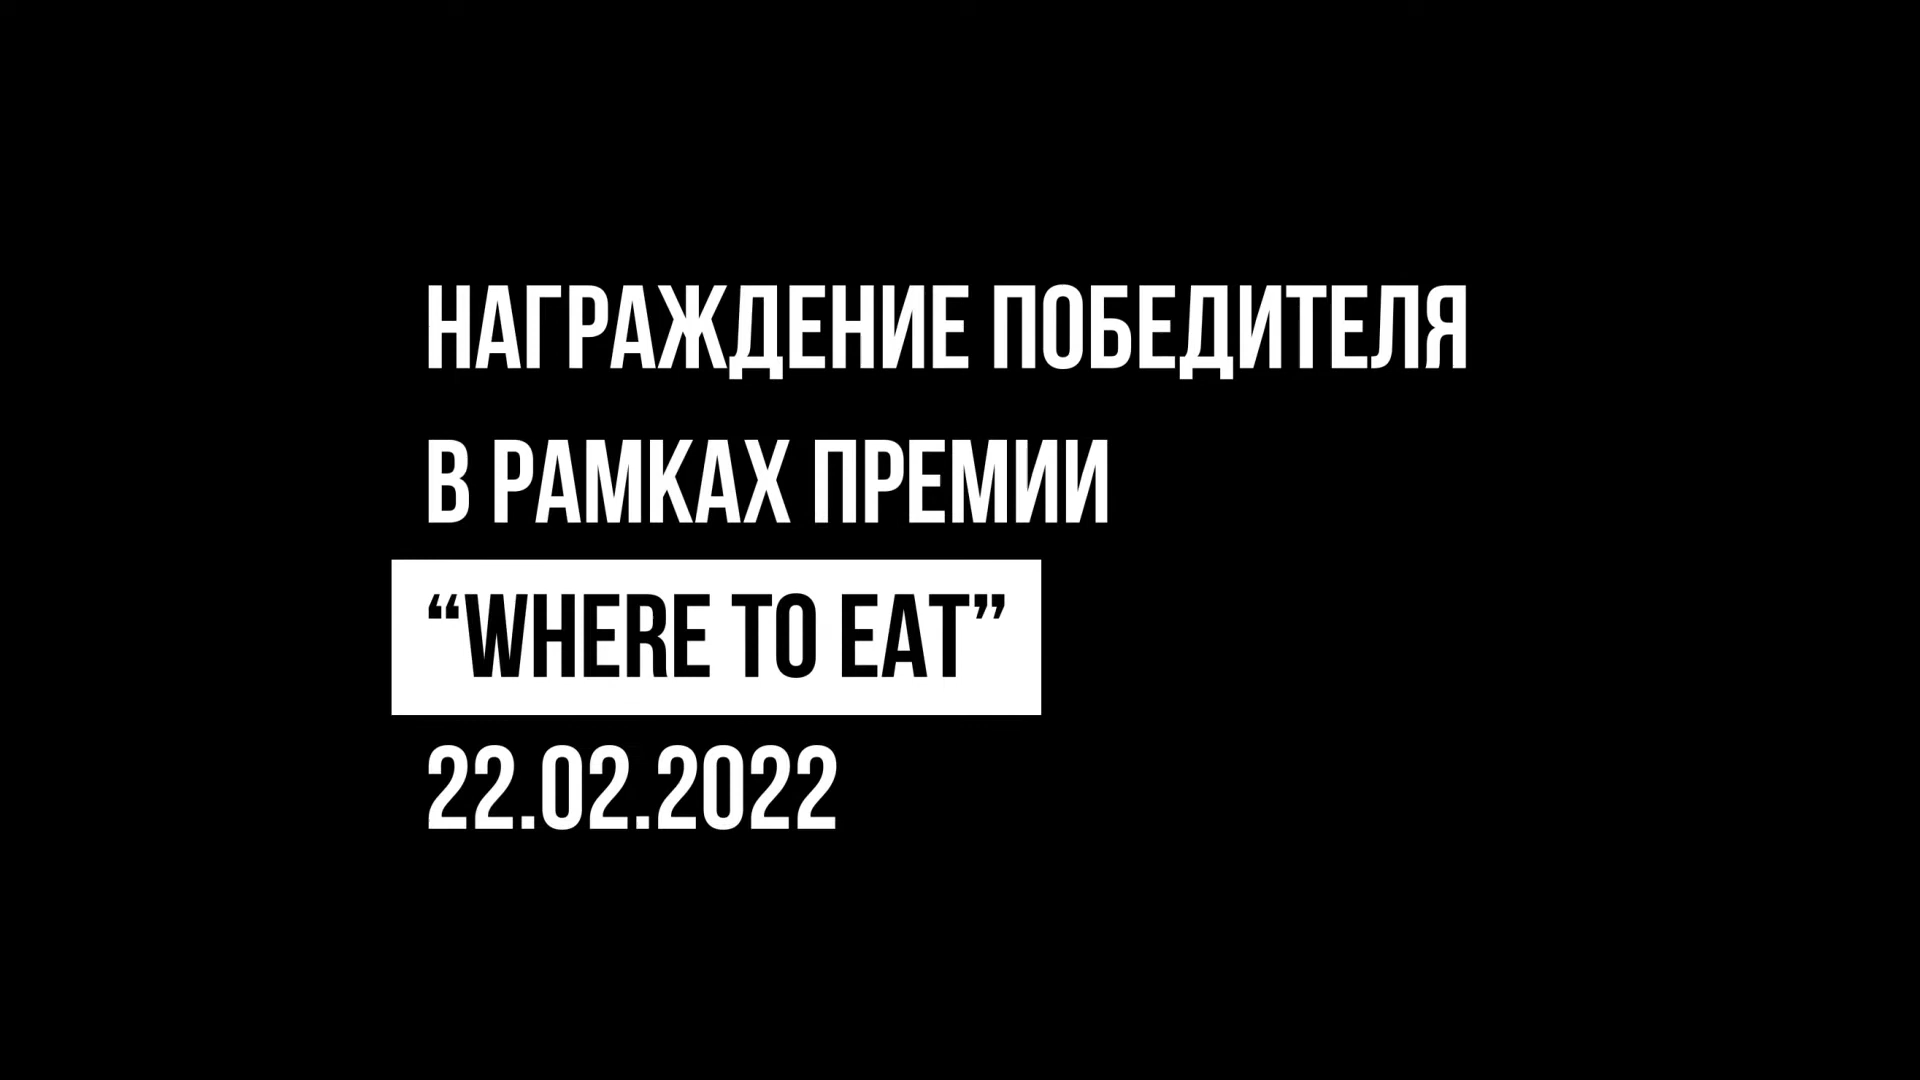 НАГРАЖДЕНИЕ ПОБЕДИТЕЛЯ
В РАМКАХ ПРЕМИИ
“WHERE TO EAT”
22.02.2022